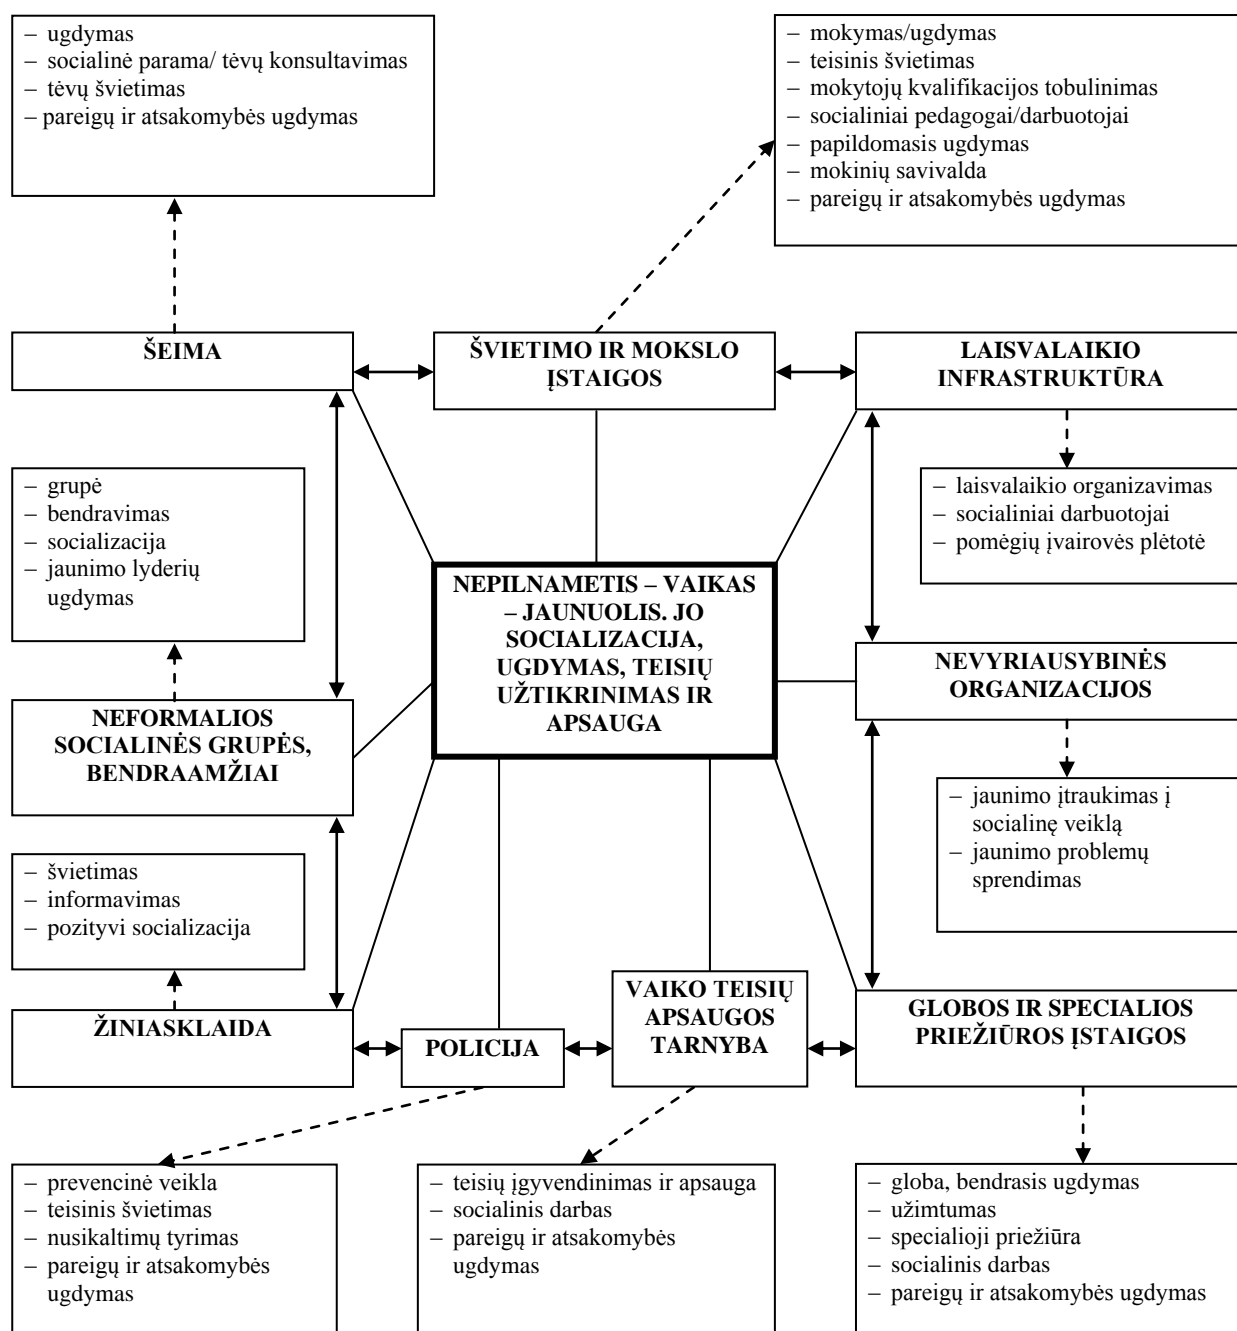 – ugdymas
– socialinė parama/ tėvų konsultavimas
– tėvų švietimas
– pareigų ir atsakomybės ugdymas
– mokymas/ugdymas
– teisinis švietimas
– mokytojų kvalifikacijos tobulinimas
– socialiniai pedagogai/darbuotojai
– papildomasis ugdymas
– mokinių savivalda
– pareigų ir atsakomybės ugdymas
ŠEIMA
ŠVIETIMO IR MOKSLO
ĮSTAIGOS
LAISVALAIKIO
INFRASTRUKTŪRA
– grupė
– bendravimas
– socializacija
– jaunimo lyderių
ugdymas
– laisvalaikio organizavimas
– socialiniai darbuotojai
– pomėgių įvairovės plėtotė
NEPILNAMETIS – VAIKAS
– JAUNUOLIS. JO
SOCIALIZACIJA,
UGDYMAS, TEISIŲ
UŽTIKRINIMAS IR
APSAUGA
NEVYRIAUSYBINĖS
ORGANIZACIJOS
NEFORMALIOS
SOCIALINĖS GRUPĖS,
BENDRAAMŽIAI
– jaunimo įtraukimas į
socialinę veiklą
– jaunimo problemų
sprendimas
– švietimas
– informavimas
– pozityvi socializacija
ŽINIASKLAIDA
POLICIJA
VAIKO TEISIŲ
APSAUGOS
TARNYBA
GLOBOS IR SPECIALIOS
PRIEŽIŪROS ĮSTAIGOS
– prevencinė veikla
– teisinis švietimas
– nusikaltimų tyrimas
– pareigų ir atsakomybės
ugdymas
– teisių įgyvendinimas ir apsauga
– socialinis darbas
– pareigų ir atsakomybės
ugdymas
– globa, bendrasis ugdymas
– užimtumas
– specialioji priežiūra
– socialinis darbas
– pareigų ir atsakomybės ugdymas